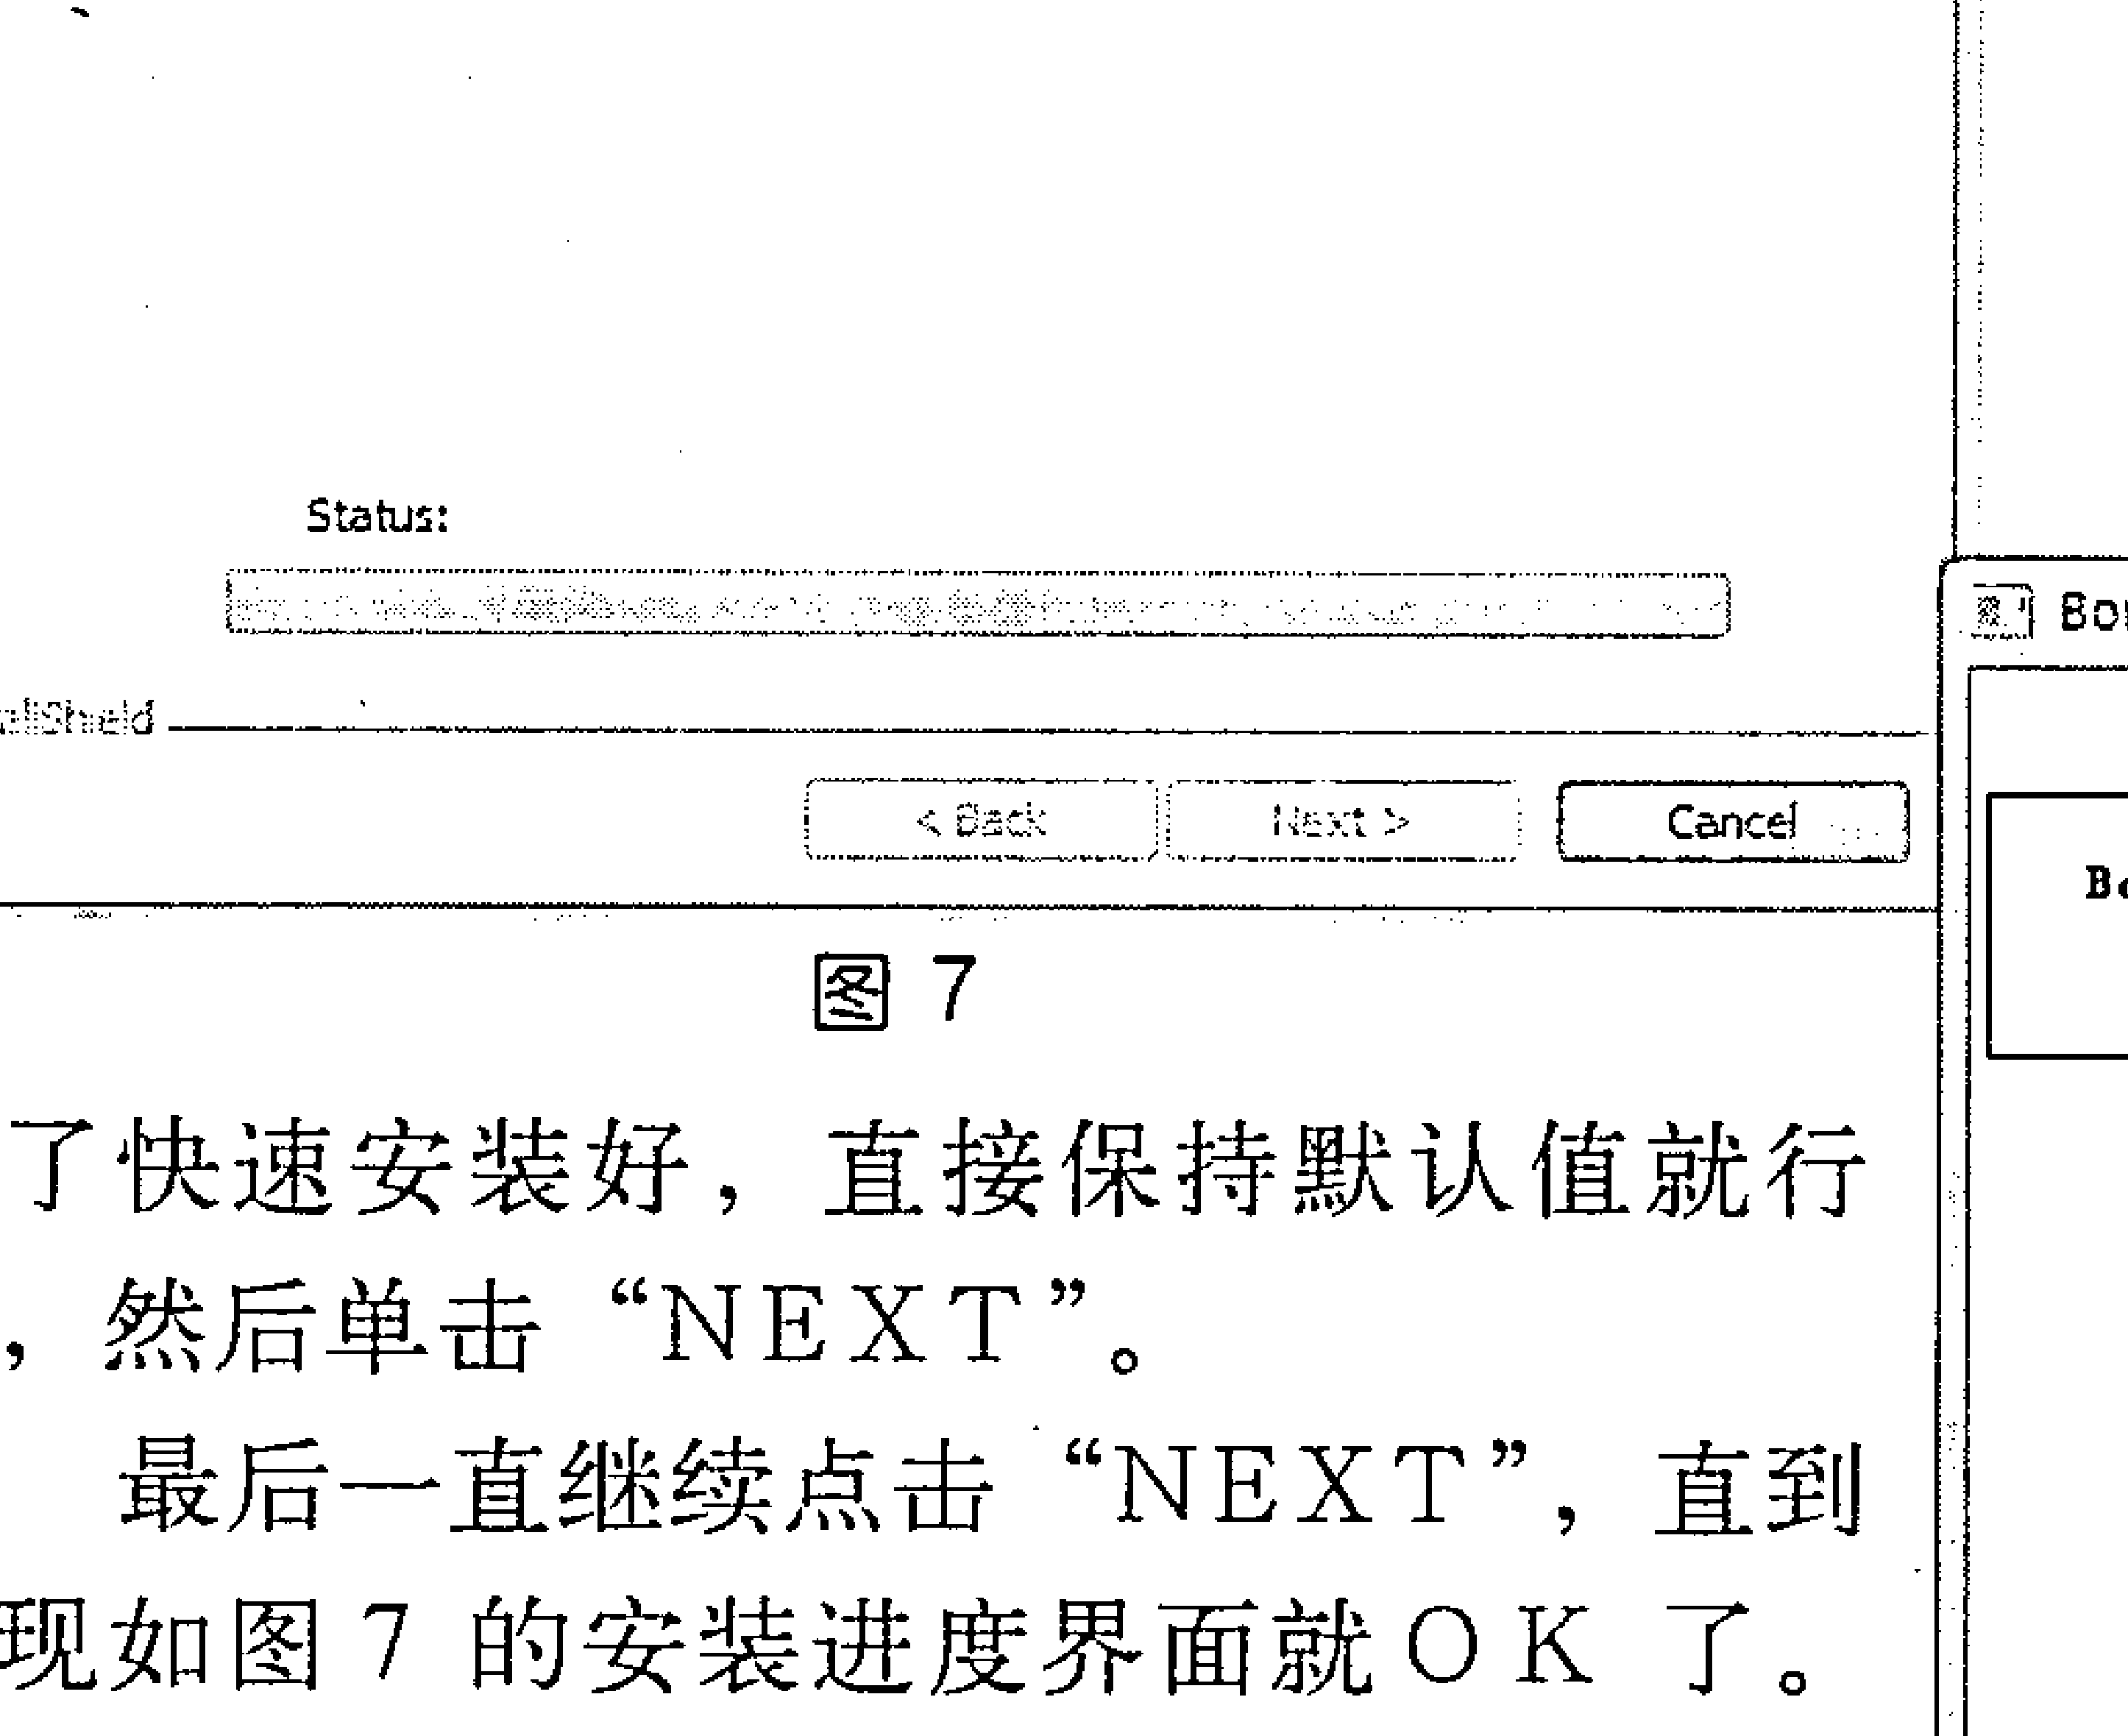 Status:
< Back
Next >
Cancel
图 7
了快速安装好，直接保持默认值就行
，然后单击“NEXT”。
最后一直继续点击“NEXT”，直到
现如图 7 的安装进度界面就OK 了。